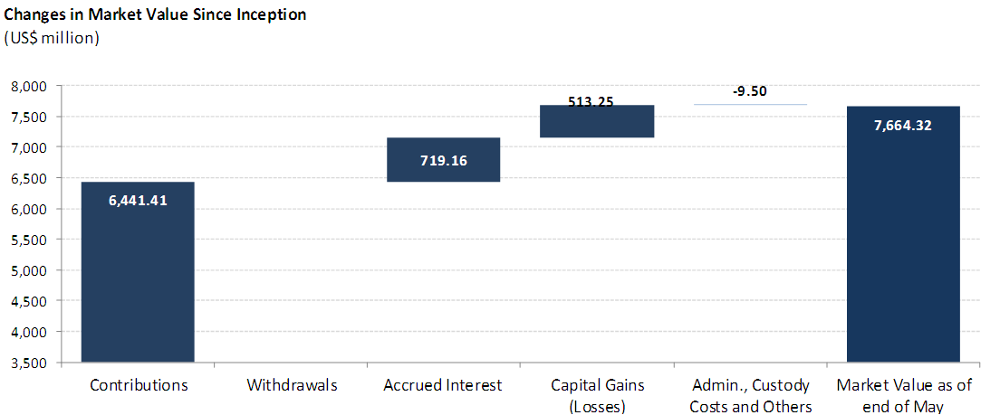 Changes in Market Value Since Inception
(US$ million)
8,000
7,500
7,000
6,500
6,000
5,500
5,000
4,500
4,000
3,500
6,441.41
719.16
513.25
-9.50
7,664.32
Contributions
Withdrawals
Accrued Interest
Capital Gains
(Losses)
Admin., Custody
Costs and Others
Market Value as of
end of May